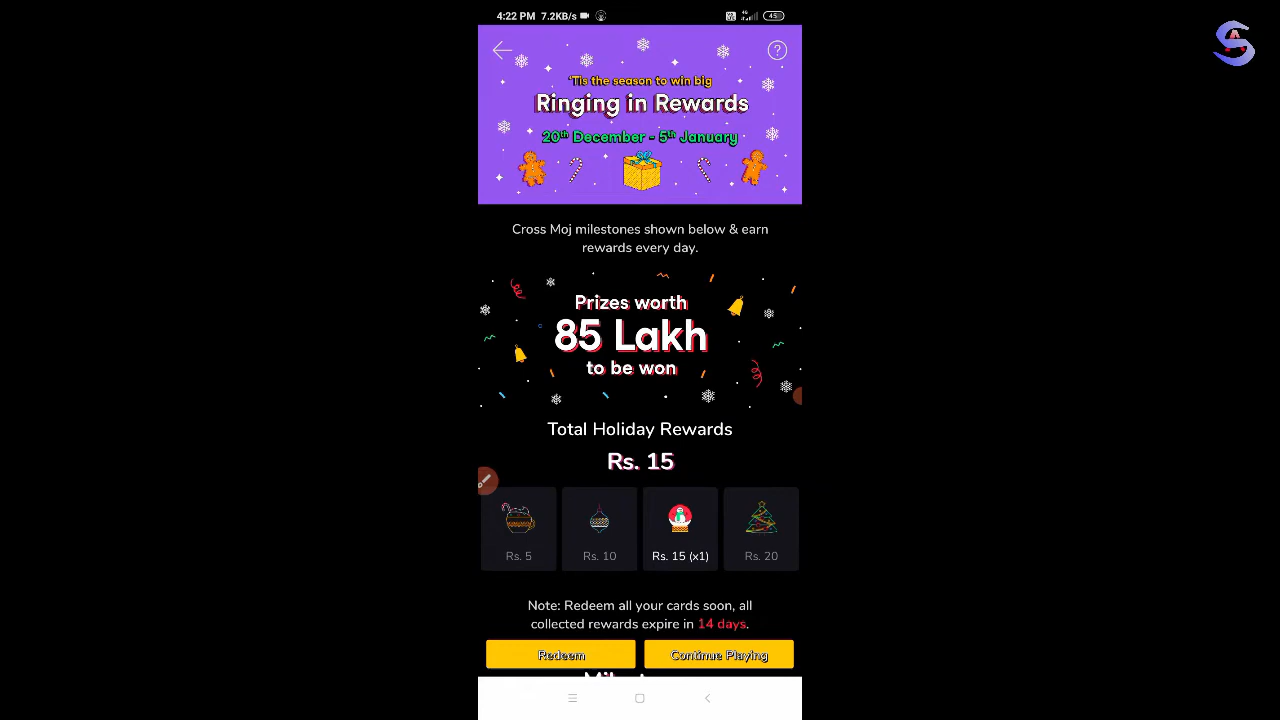 4:22 PM 7.2KB/s
4G
45
?
'Tis the season to win big
Ringing in Rewards
20th December - 5th January
Cross Moj milestones shown below & earn
rewards every day.
Prizes worth
85 Lakh
to be won
Total Holiday Rewards
Rs. 15
Rs. 5
Rs. 10
Rs. 15 (x1)
Rs. 20
Note: Redeem all your cards soon, all
collected rewards expire in 14 days.
Redeem
Continue Playing